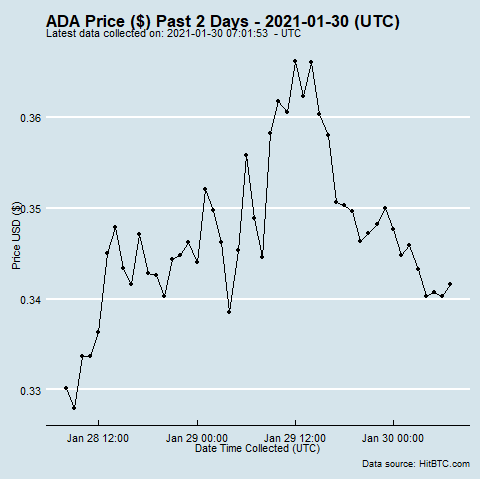 ADA Price ($) Past 2 Days - 2021-01-30 (UTC)
Latest data collected on: 2021-01-30 07:01:53 - UTC
0.36
0.35
Price USD ($)
0.34
0.33
Jan 28 12:00 Jan 29 00:00 Jan 29 12:00 Jan 30 00:00
Date Time Collected (UTC)
Data source: HitBTC.com